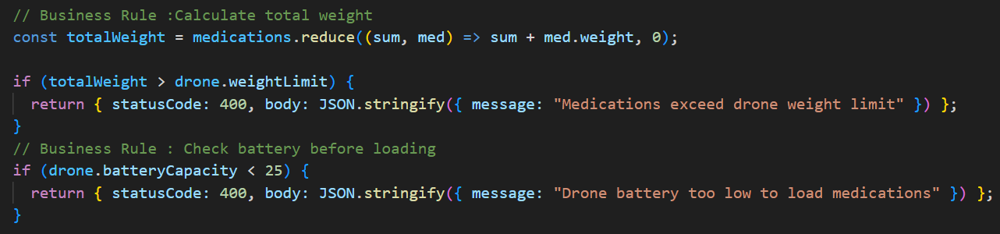 // Business Rule :Calculate total weight
const totalWeight = medications.reduce((sum, med) => sum + med.weight, 0);

if (totalWeight > drone.weightLimit) {
  return { statusCode: 400, body: JSON.stringify({ message: "Medications exceed drone weight limit" }) };
}
// Business Rule : Check battery before loading
if (drone.batteryCapacity < 25) {
  return { statusCode: 400, body: JSON.stringify({ message: "Drone battery too low to load medications" }) };
}